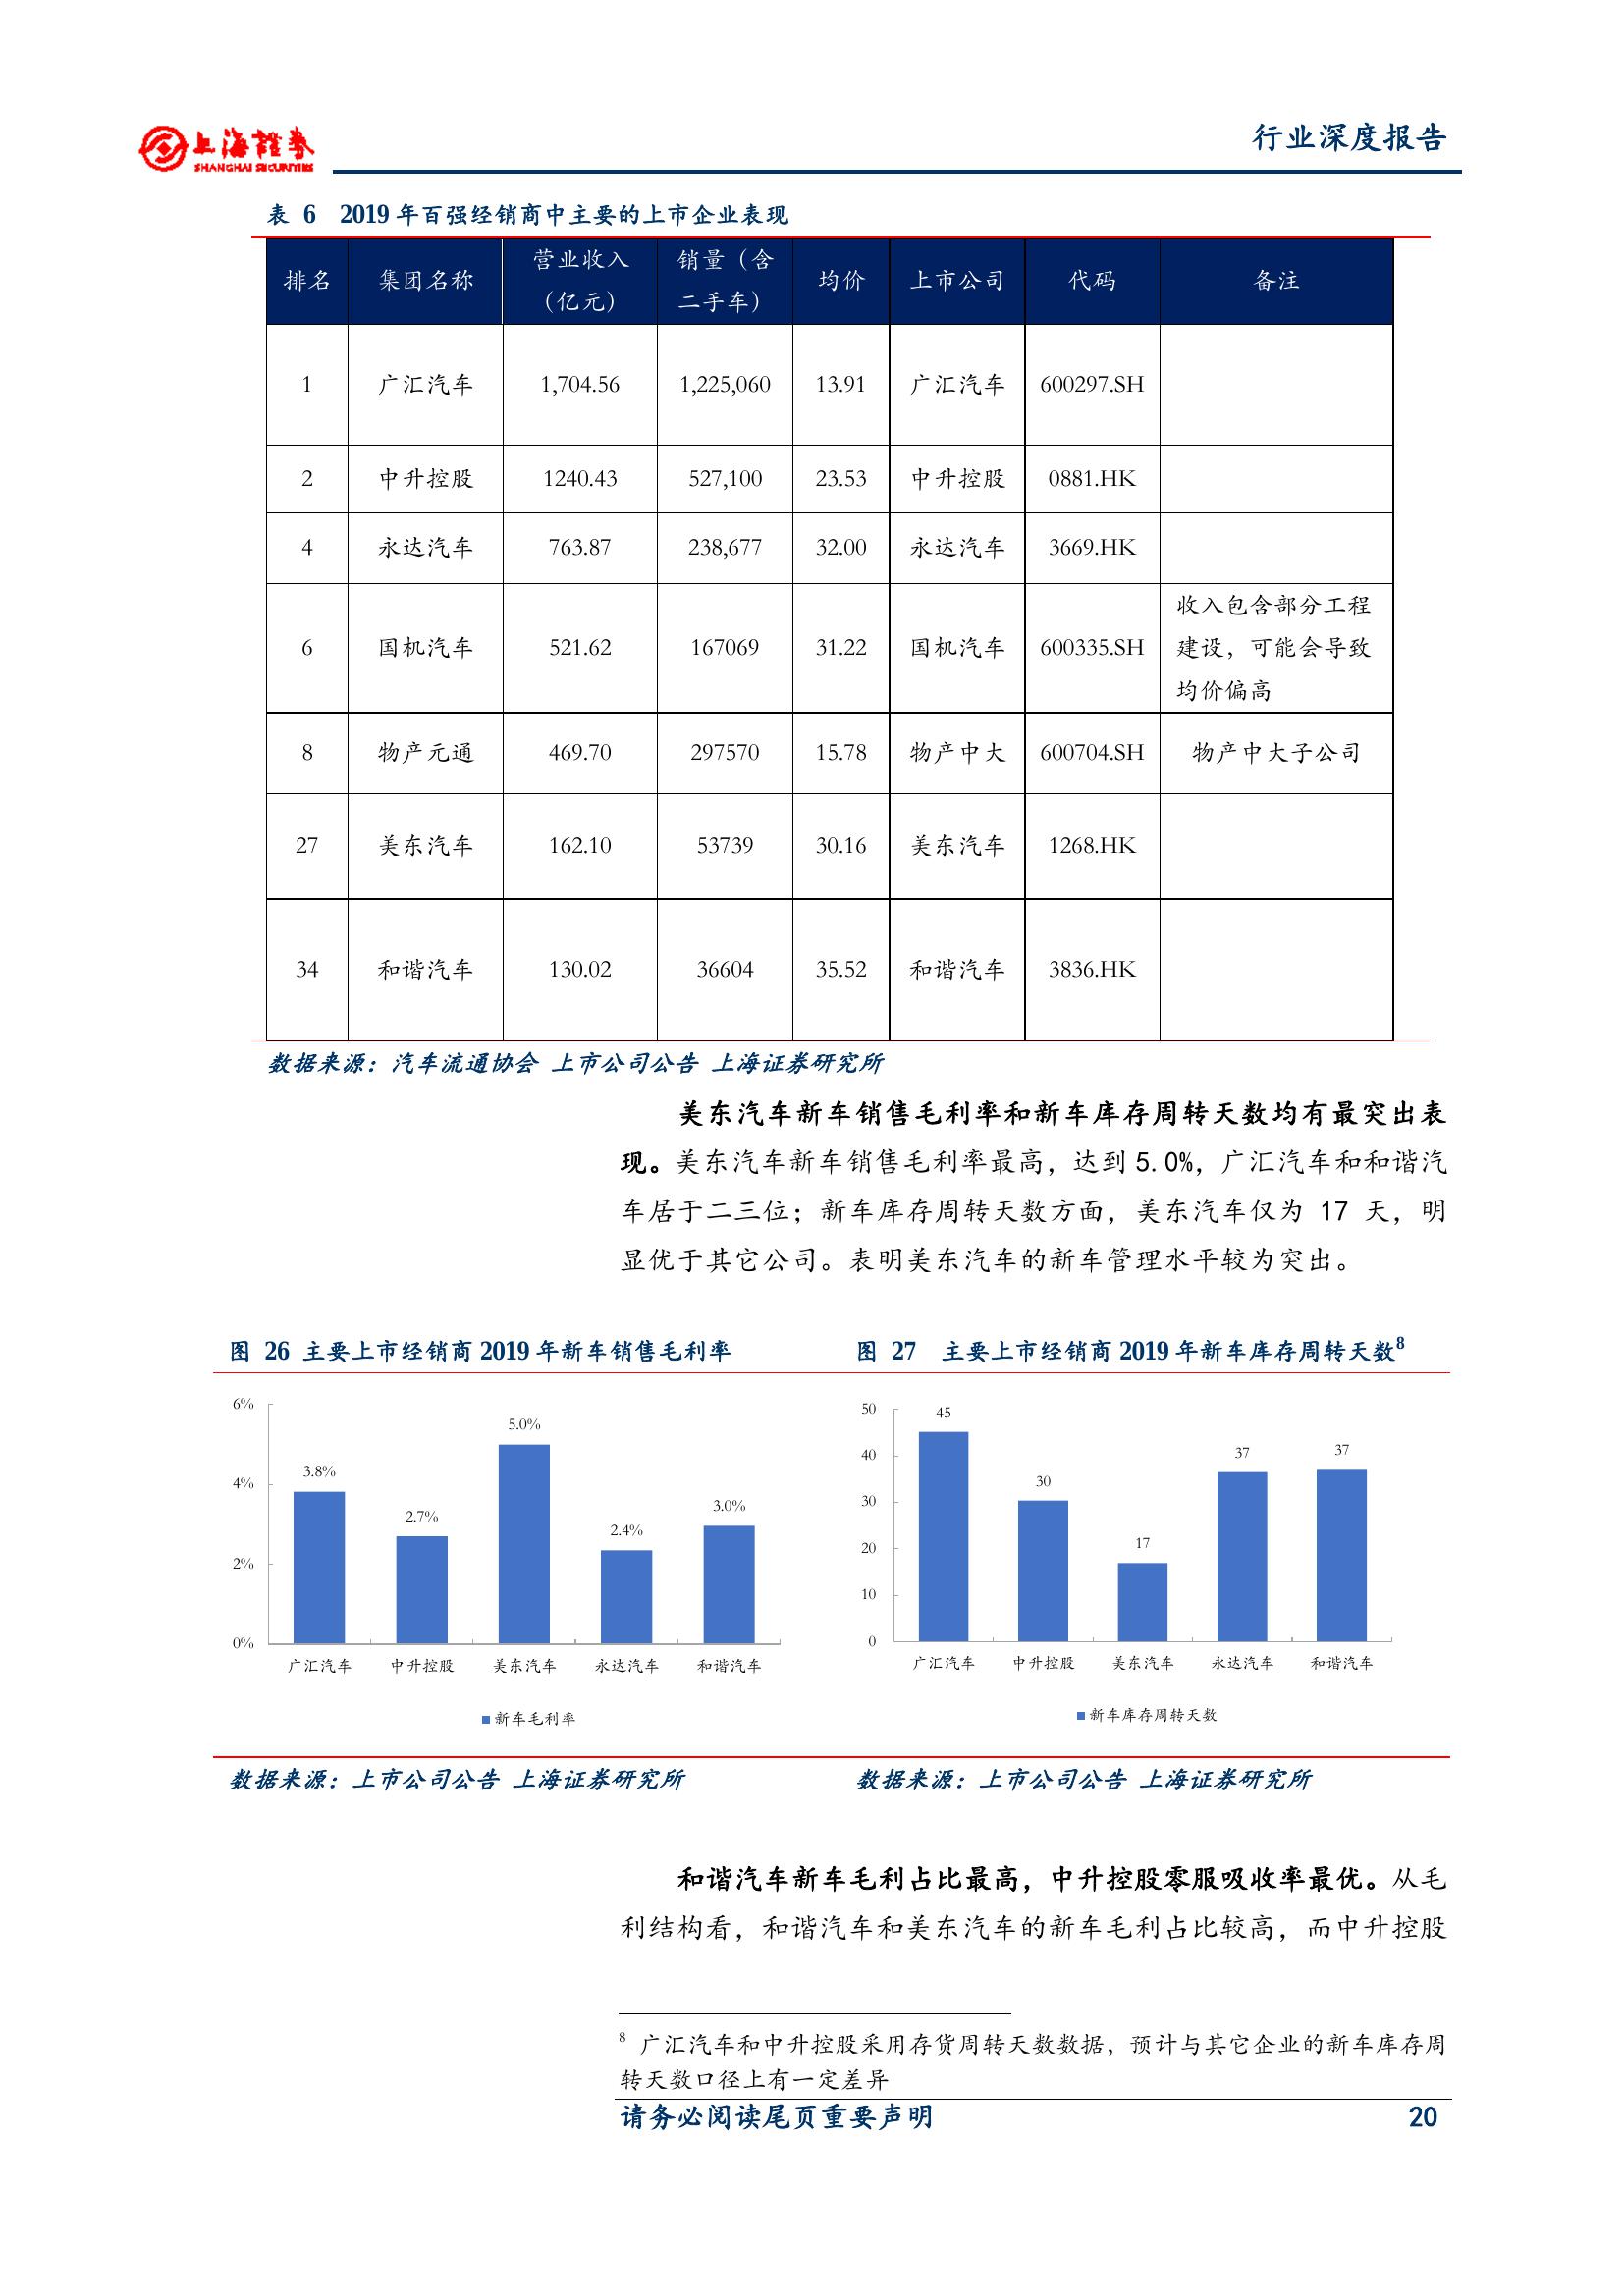 上海證券
SHANGHAI SECURITIES
行业深度报告
表 6 2019 年百强经销商中主要的上市企业表现
排名 集团名称 营业收入（亿元） 销量（含二手车） 均价 上市公司 代码 备注
1 广汇汽车 1,704.56 1,225,060 13.91 广汇汽车 600297.SH
2 中升控股 1240.43 527,100 23.53 中升控股 0881.HK
4 永达汽车 763.87 238,677 32.00 永达汽车 3669.HK
6 国机汽车 521.62 167069 31.22 国机汽车 600335.SH 收入包含部分工程建设，可能会导致均价偏高
8 物产元通 469.70 297570 15.78 物产中大 600704.SH 物产中大子公司
27 美东汽车 162.10 53739 30.16 美东汽车 1268.HK
34 和谐汽车 130.02 36604 35.52 和谐汽车 3836.HK
数据来源：汽车流通协会 上市公司公告 上海证券研究所
美东汽车新车销售毛利率和新车库存周转天数均有最突出表
现。美东汽车新车销售毛利率最高，达到 5.0%，广汇汽车和和谐汽
车居于二三位；新车库存周转天数方面，美东汽车仅为 17 天，明
显优于其它公司。表明美东汽车的新车管理水平较为突出。
图 26 主要上市经销商 2019 年新车销售毛利率
6%
4%
2%
0%
3.8%
2.7%
5.0%
2.4%
3.0%
广汇汽车 中升控股 美东汽车 永达汽车 和谐汽车
新车毛利率
数据来源：上市公司公告 上海证券研究所
图 27 主要上市经销商 2019 年新车库存周转天数8
50
40
30
20
10
0
45
30
17
37
37
广汇汽车 中升控股 美东汽车 永达汽车 和谐汽车
新车库存周转天数
数据来源：上市公司公告 上海证券研究所
和谐汽车新车毛利占比最高，中升控股零服吸收率最优。从毛
利结构看，和谐汽车和美东汽车的新车毛利占比较高，而中升控股
8 广汇汽车和中升控股采用存货周转天数数据，预计与其它企业的新车库存周
转天数口径上有一定差异
请务必阅读尾页重要声明
20